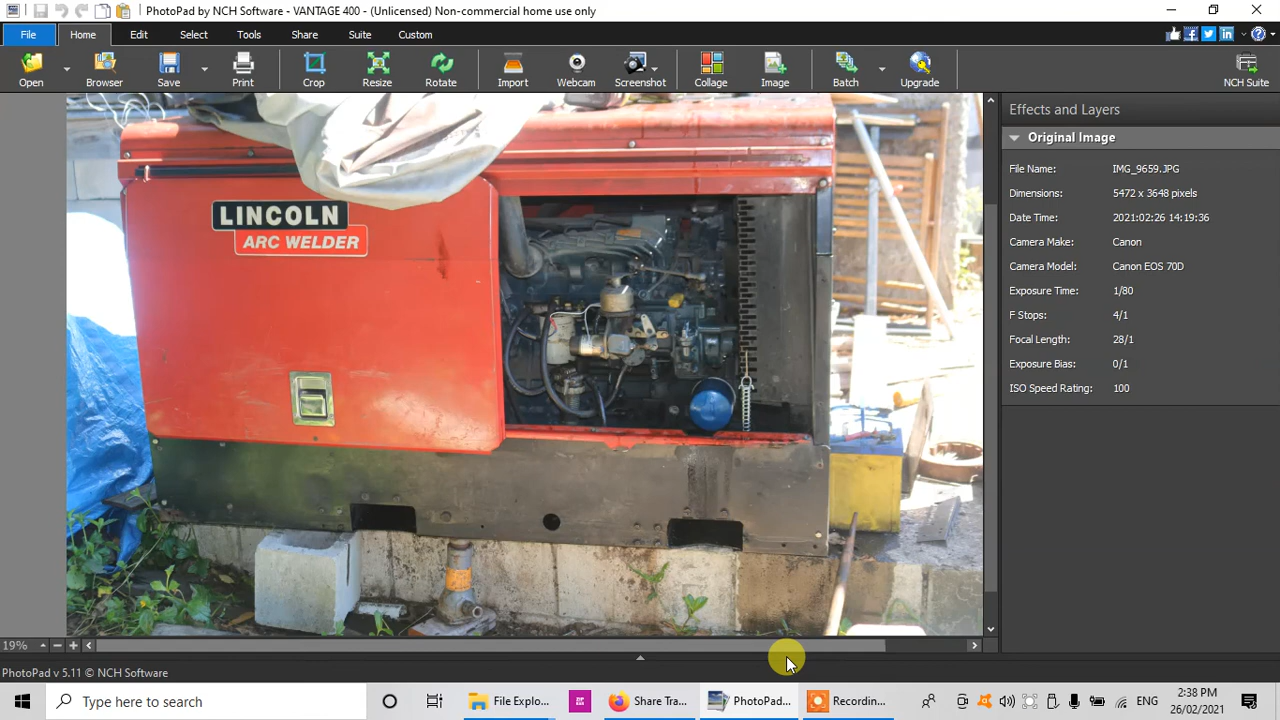 PhotoPad by NCH Software - VANTAGE 400 - (Unlicensed) Non-commercial home use only
File Home Edit Select Tools Share Suite Custom
Open Browser Save Print Crop Resize Rotate Import Webcam Screenshot Collage Image Batch Upgrade NCH Suite
Effects and Layers
Original Image
File Name: IMG_9659.JPG
Dimensions: 5472 x 3648 pixels
Date Time: 2021:02:26 14:19:36
Camera Make: Canon
Camera Model: Canon EOS 70D
Exposure Time: 1/80
F Stops: 4/1
Focal Length: 28/1
Exposure Bias: 0/1
ISO Speed Rating: 100
LINCOLN
ARC WELDER
19%
PhotoPad v 5.11 © NCH Software
Type here to search
File Explo...
ZIP
Share Tra...
PhotoPad...
Recordin...
ENG
2:38 PM
26/02/2021